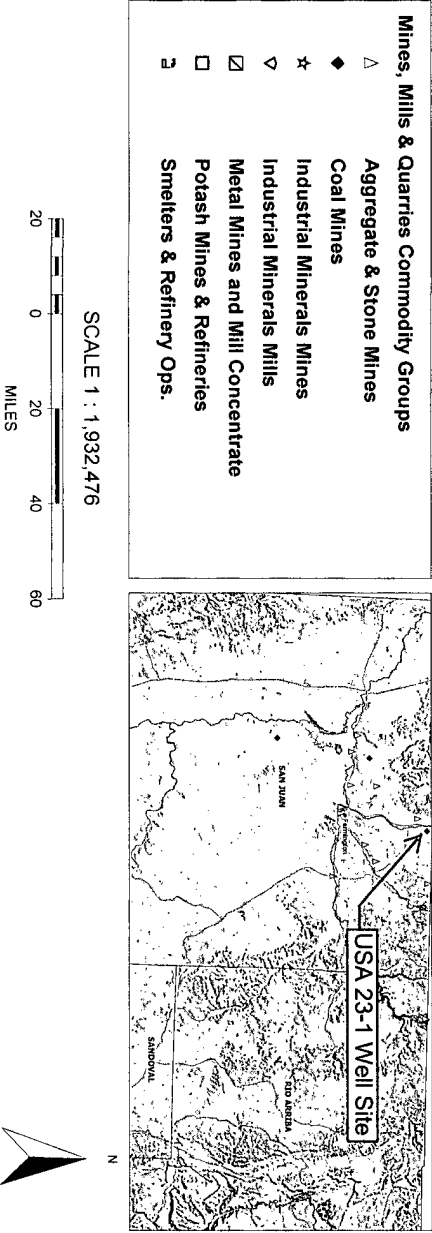 Mines, Mills & Quarries Commodity Groups
Aggregate & Stone Mines
Coal Mines
Industrial Minerals Mines
Industrial Minerals Mills
Metal Mines and Mill Concentrate
Potash Mines & Refineries
Smelters & Refinery Ops.
SCALE 1 : 1,932,476
20 0 20 40 60
MILES
USA 23-1 Well Site
Farmington
SAN JUAN
RIO ARRIBA
SANDOVAL
N